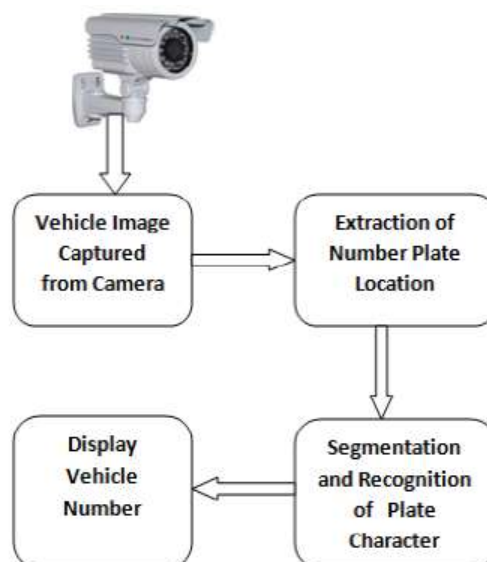 Vehicle Image
Captured
from Camera
Extraction of
Number Plate
Location
Segmentation
and Recognition
of Plate
Character
Display
Vehicle
Number